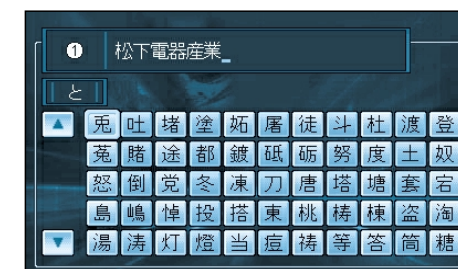 ❶ 松下電器産業_
と
兎 吐 堵 塗 妬 屠 徒 斗 杜 渡 登
菟 賭 途 都 鍍 砥 砺 努 度 土 奴
怒 倒 党 冬 凍 刀 唐 塔 塘 套 宕
島 嶋 悼 投 搭 東 桃 梼 棟 盗 淘
湯 涛 灯 燈 当 痘 祷 等 答 筒 糖